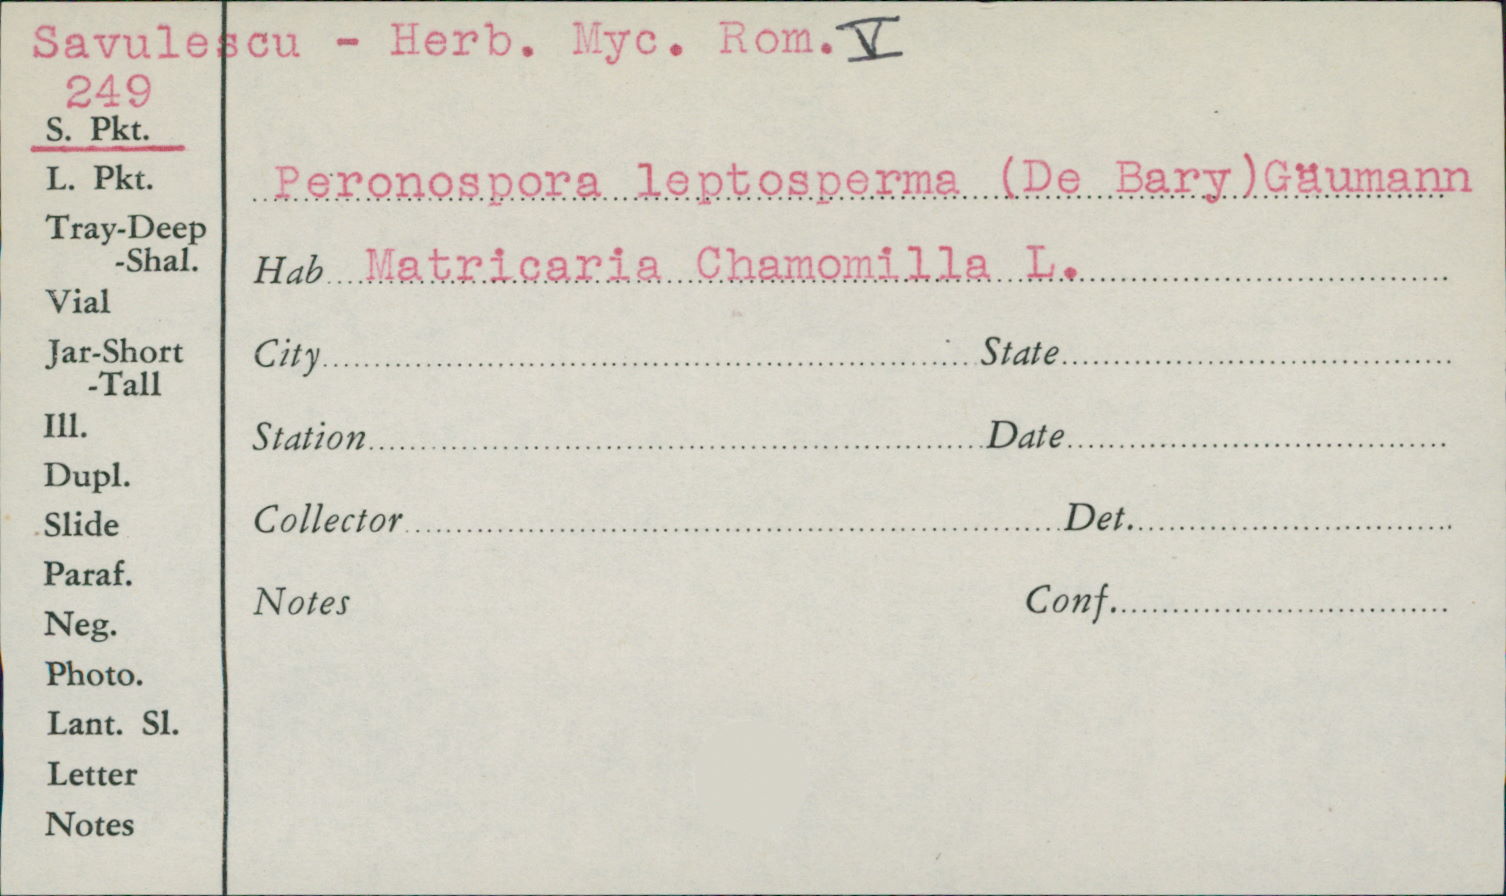 Savulescu - Herb. Myc. Rom. V
249
S. Pkt.
L. Pkt.
Tray-Deep
-Shal.
Vial
Jar-Short
-Tall
Ill.
Dupl.
Slide
Paraf.
Neg.
Photo.
Lant. Sl.
Letter
Notes
Peronospora leptosperma (De Bary)Gäumann
Hab Matricaria Chamomilla L.
City State
Station Date
Collector Det.
Notes Conf.